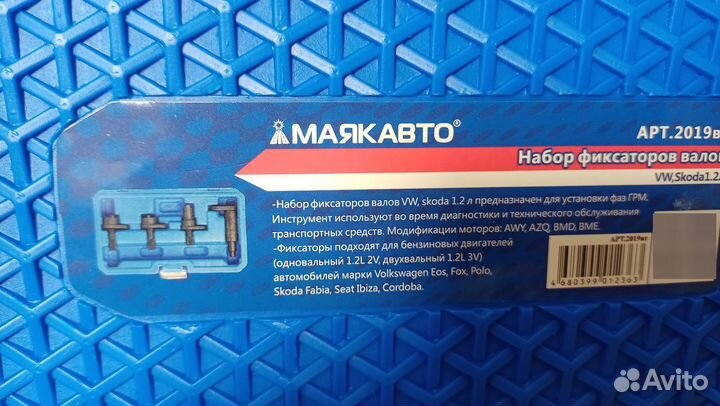 МАЯКАВТО®
АРТ.2019в
Набор фиксаторов валов
VW,Skoda1.2
-Набор фиксаторов валов VW, skoda 1.2 л предназначен для установки фаз ГРМ.
Инструмент используют во время диагностики и технического обслуживания
транспортных средств. Модификации моторов: AWY, AZQ, BMD, BME.
-Фиксаторы подходят для бензиновых двигателей
(одновальный 1.2L 2V, двухвальный 1.2L 3V)
автомобилей марки Volkswagen Eos, Fox, Polo,
Skoda Fabia, Seat Ibiza, Cordoba.
АРТ.2019вг
4 680399 012363
Avito